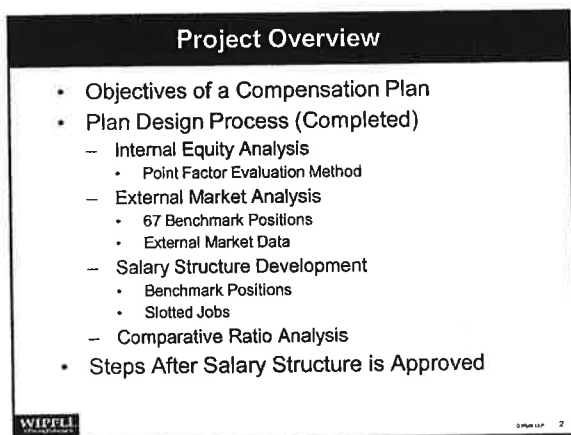 Project Overview
• Objectives of a Compensation Plan
• Plan Design Process (Completed)
– Internal Equity Analysis
• Point Factor Evaluation Method
– External Market Analysis
• 67 Benchmark Positions
• External Market Data
– Salary Structure Development
• Benchmark Positions
• Slotted Jobs
– Comparative Ratio Analysis
• Steps After Salary Structure is Approved
WIPFLI
© Wipfli LLP 2